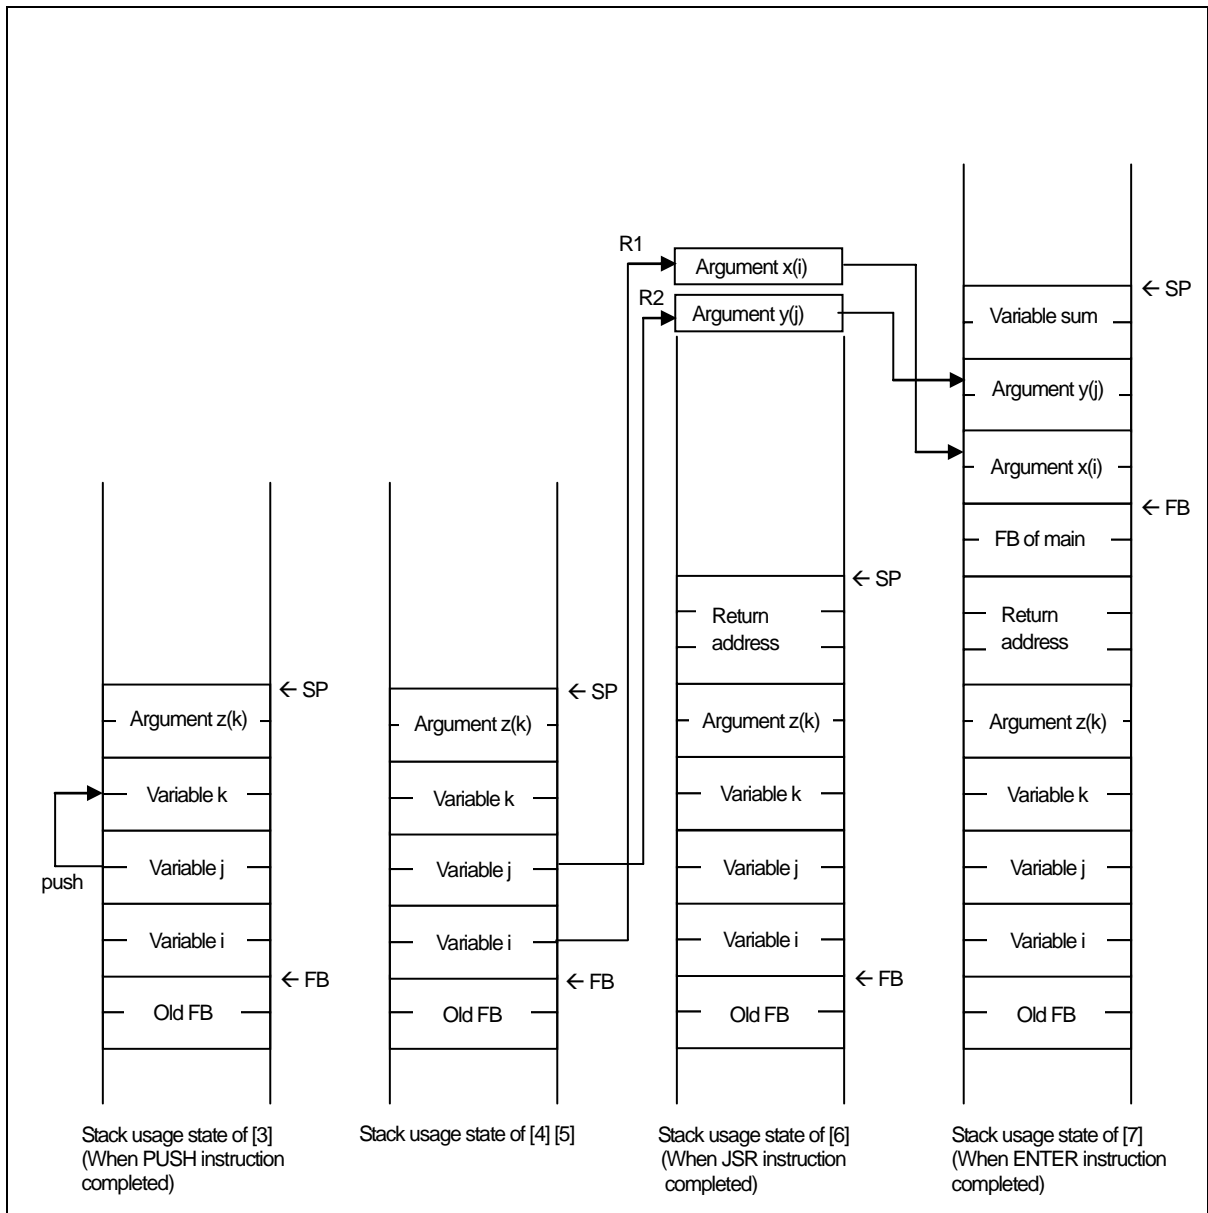 Argument z(k)
Variable k
Variable j
Variable i
Old FB
← SP
← FB
push
Stack usage state of [3]
(When PUSH instruction
completed)
Argument z(k)
Variable k
Variable j
Variable i
Old FB
← SP
← FB
Stack usage state of [4] [5]
R1
Argument x(i)
R2
Argument y(j)
← SP
Return
address
Argument z(k)
Variable k
Variable j
Variable i
← FB
Old FB
Stack usage state of [6]
(When JSR instruction
completed)
← SP
Variable sum
Argument y(j)
Argument x(i)
← FB
FB of main
Return
address
Argument z(k)
Variable k
Variable j
Variable i
Old FB
Stack usage state of [7]
(When ENTER instruction
completed)